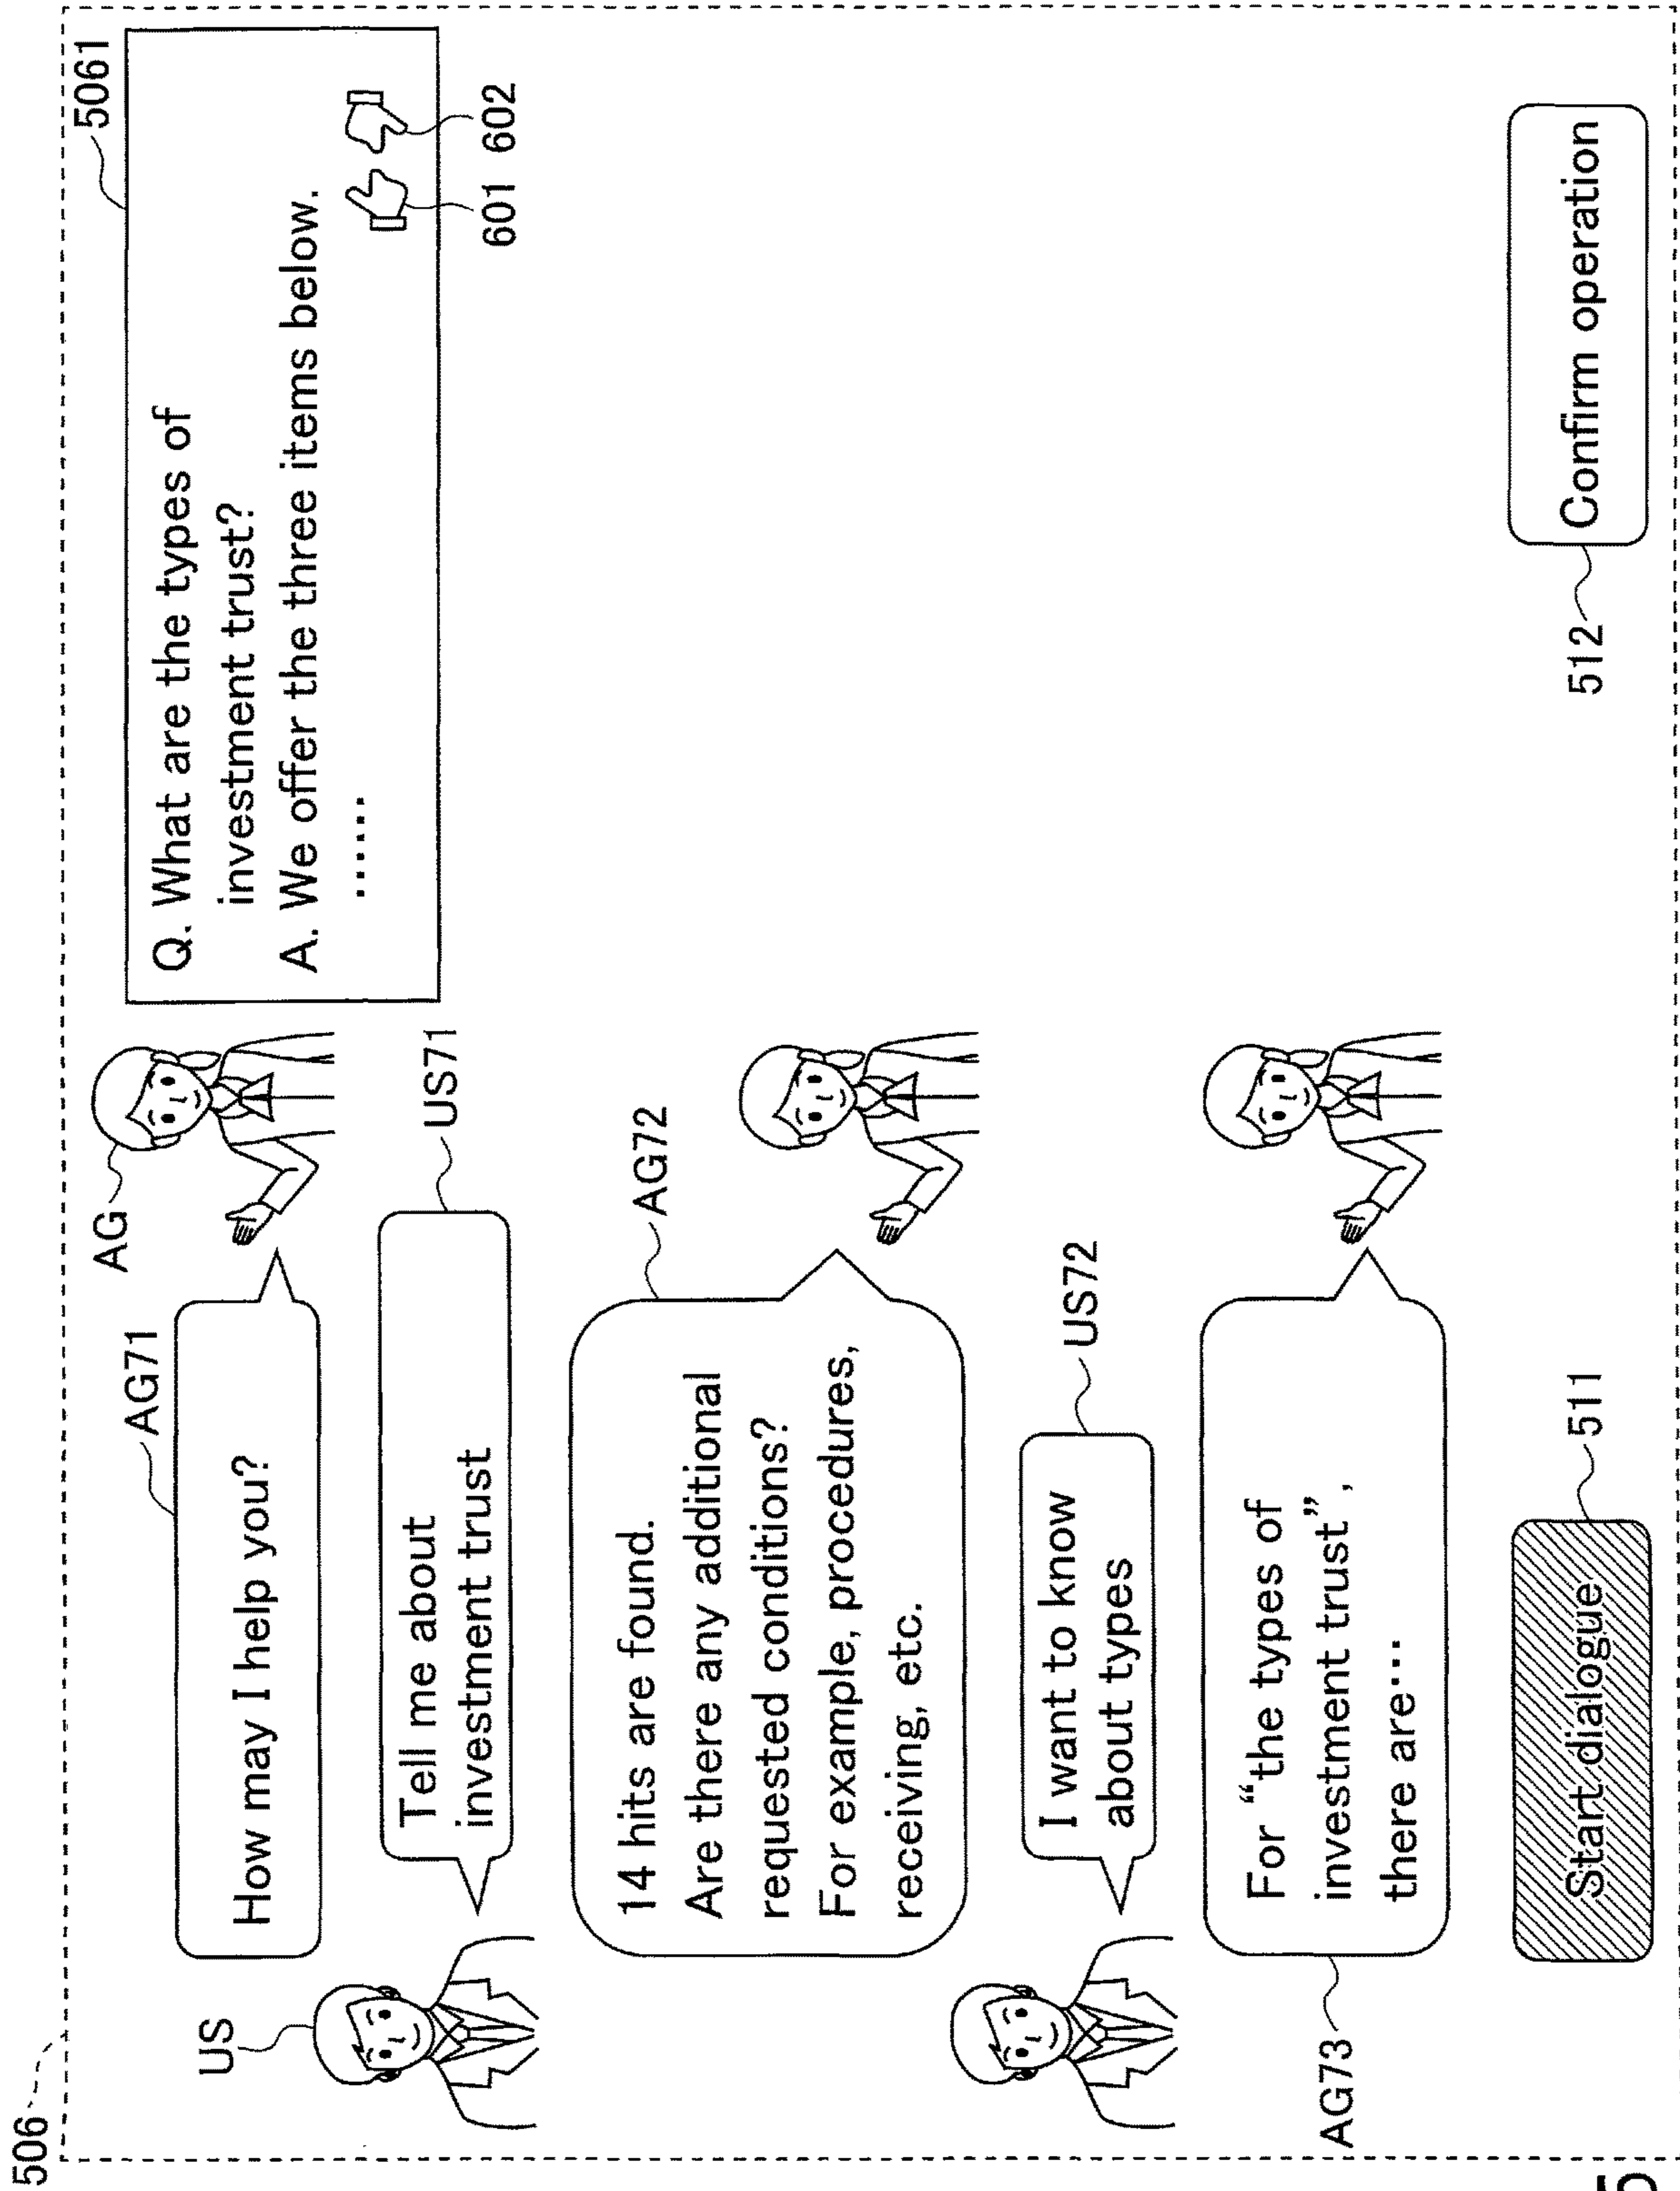 506
US
AG71
How may I help you?
AG
Tell me about
investment trust
US71
14 hits are found.
Are there any additional
requested conditions?
For example, procedures,
receiving, etc.
AG72
I want to know
about types
US72
For “the types of
investment trust”,
there are...
AG73
5061
Q. What are the types of
investment trust?
A. We offer the three items below.
......
601
602
Start dialogue
511
512
Confirm operation